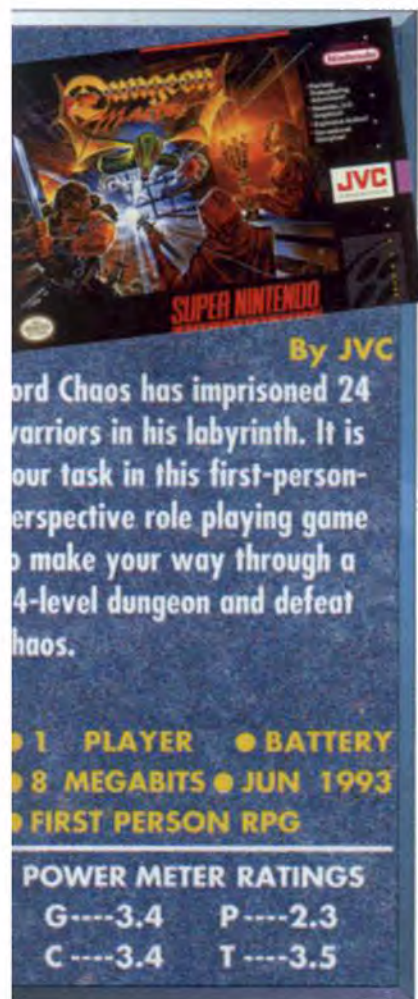 Nintendo
Dungeon
MASTER
JVC
SUPER NINTENDO
By JVC
ord Chaos has imprisoned 24
arriors in his labyrinth. It is
our task in this first-person-
erspective role playing game
o make your way through a
4-level dungeon and defeat
haos.
● 1 PLAYER ● BATTERY
● 8 MEGABITS ● JUN 1993
● FIRST PERSON RPG
POWER METER RATINGS
G----3.4 P----2.3
C----3.4 T----3.5